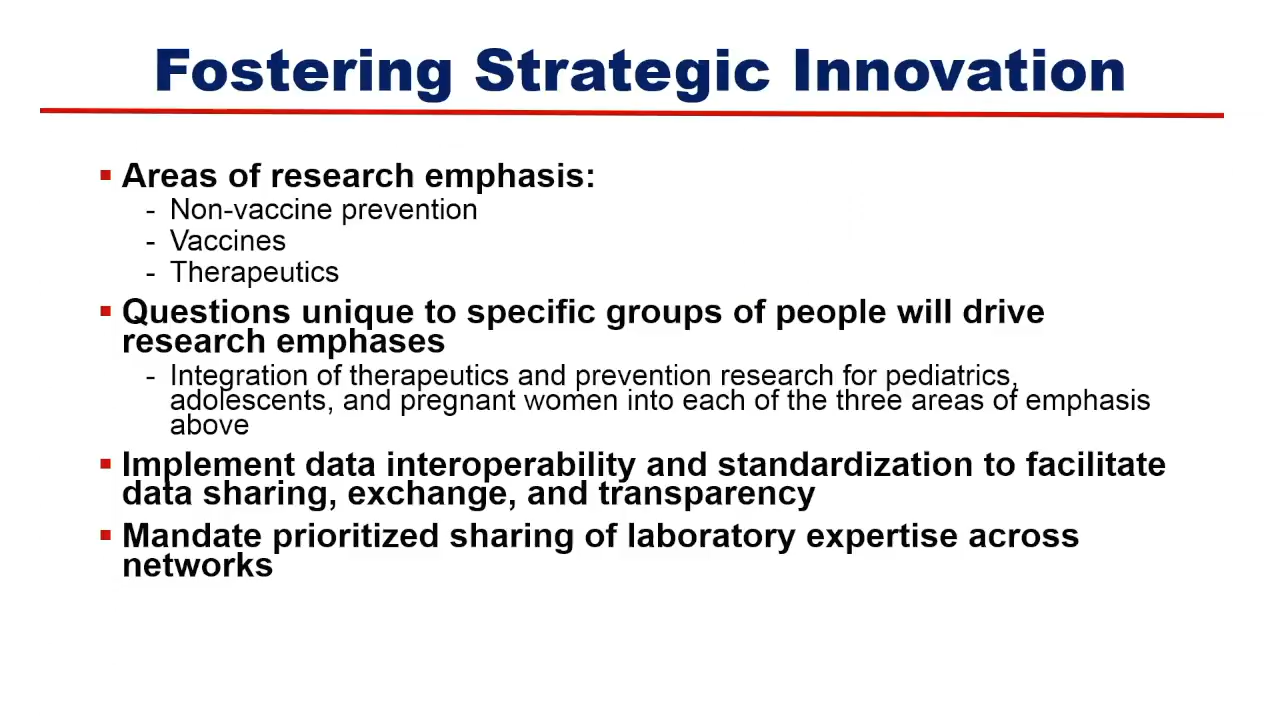 Fostering Strategic Innovation
▪ Areas of research emphasis:
- Non-vaccine prevention
- Vaccines
- Therapeutics
▪ Questions unique to specific groups of people will drive
research emphases
- Integration of therapeutics and prevention research for pediatrics,
adolescents, and pregnant women into each of the three areas of emphasis
above
▪ Implement data interoperability and standardization to facilitate
data sharing, exchange, and transparency
▪ Mandate prioritized sharing of laboratory expertise across
networks